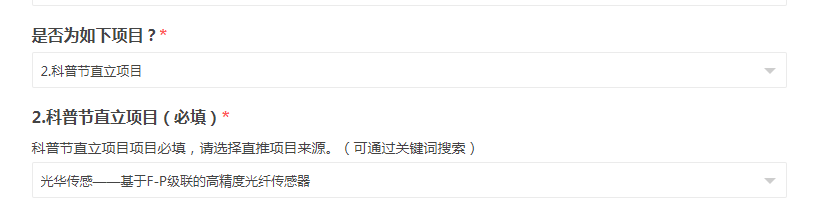 是否为如下项目？*
2.科普节直立项目
2.科普节直立项目（必填）*
科普节直立项目项目必填，请选择直推项目来源。（可通过关键词搜索）
光华传感——基于F-P级联的高精度光纤传感器